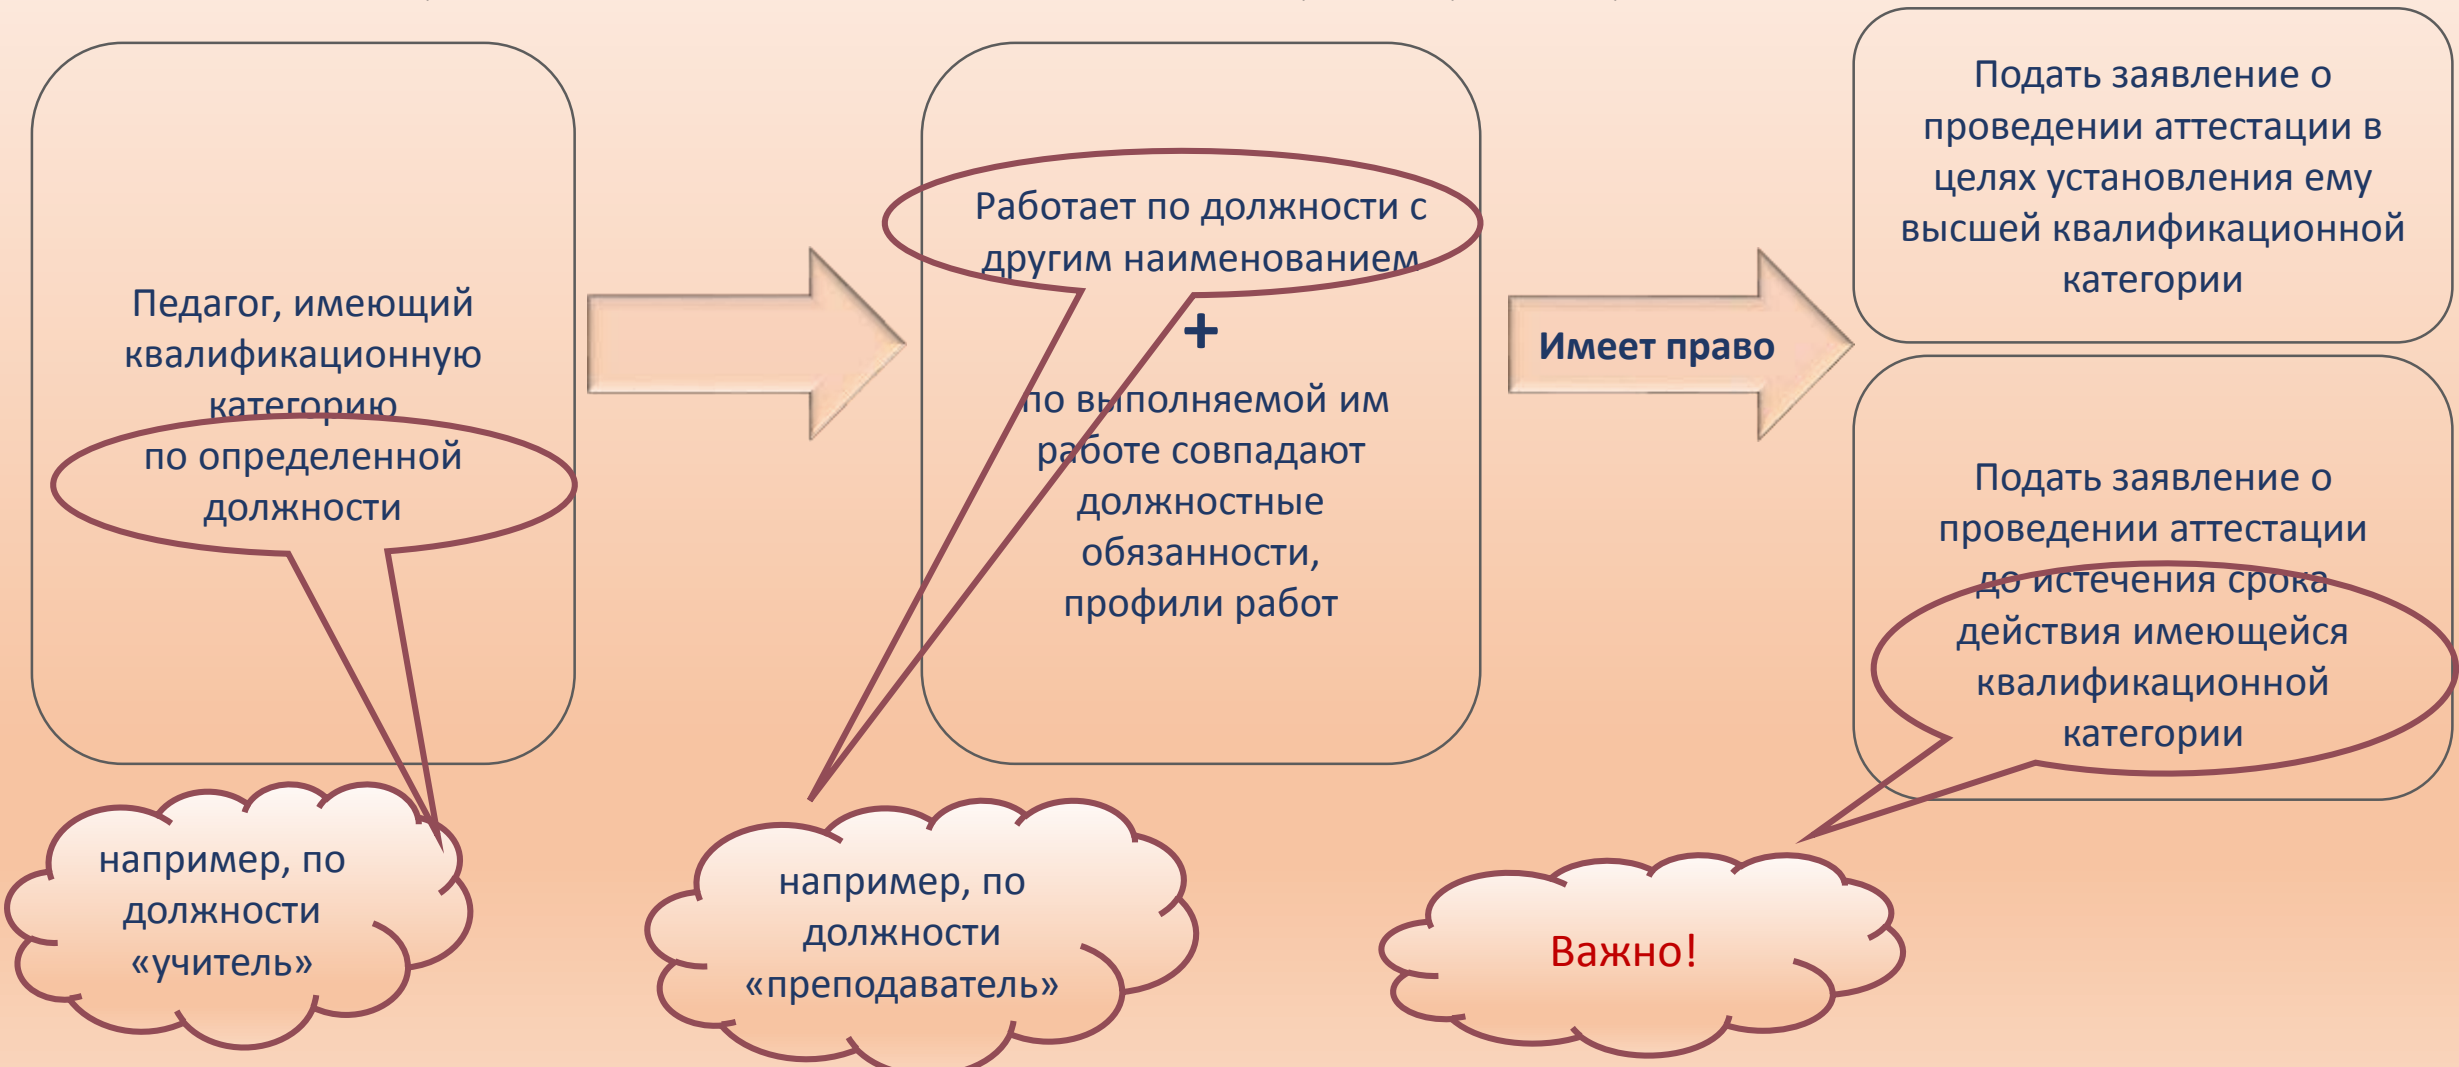 Педагог, имеющий
квалификационную
категорию
по определенной
должности
например, по
должности
«учитель»
Работает по должности с
другим наименованием
+
по выполняемой им
работе совпадают
должностные
обязанности,
профили работ
например, по
должности
«преподаватель»
Имеет право
Подать заявление о
проведении аттестации в
целях установления ему
высшей квалификационной
категории
Подать заявление о
проведении аттестации
до истечения срока
действия имеющейся
квалификационной
категории
Важно!